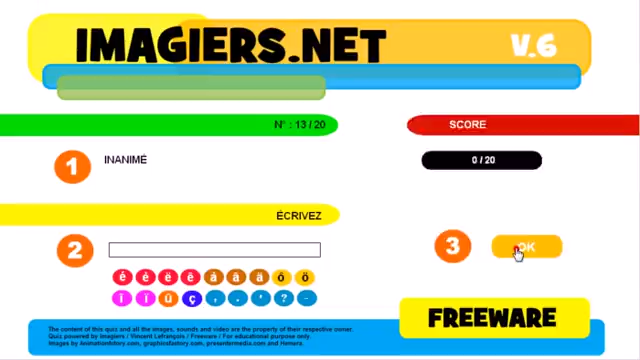 IMAGIERS.NET
V.6
N° : 13 / 20
SCORE
1
INANIMÉ
0 / 20
ÉCRIVEZ
2
3
OK
ç
?
FREEWARE
The content of this quiz and all the images, sounds and video are the property of their respective owner.
Quiz powered by Imagiers / Vincent Lefrançois / Freeware / For educational purpose only.
Images by Animationfactory.com, graphicsfactory.com, presentermedia.com and Hemera.